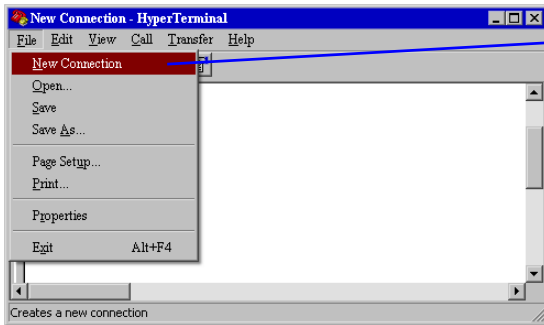 New Connection - HyperTerminal
File Edit View Call Transfer Help
New Connection
Open...
Save
Save As...
Page Setup...
Print...
Properties
Exit Alt+F4
Creates a new connection